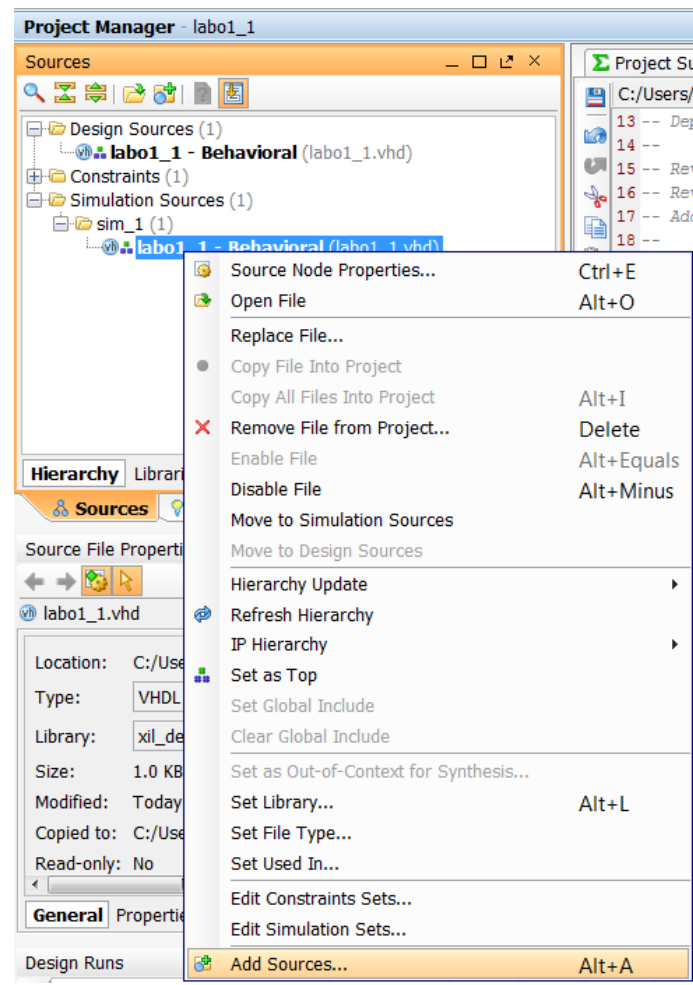 Project Manager - labo1_1
Sources
Σ Project Su
C:/Users/
Design Sources (1)
labo1_1 - Behavioral (labo1_1.vhd)
Constraints (1)
Simulation Sources (1)
sim_1 (1)
labo1_1 - Behavioral (labo1_1.vhd)
13 -- Dep
14 --
15 -- Rev
16 -- Rev
17 -- Add
18 --
Source Node Properties... Ctrl+E
Open File Alt+O
Replace File...
Copy File Into Project
Copy All Files Into Project Alt+I
Remove File from Project... Delete
Enable File Alt+Equals
Disable File Alt+Minus
Move to Simulation Sources
Move to Design Sources
Hierarchy Update
Refresh Hierarchy
IP Hierarchy
Set as Top
Set Global Include
Clear Global Include
Set as Out-of-Context for Synthesis...
Set Library... Alt+L
Set File Type...
Set Used In...
Edit Constraints Sets...
Edit Simulation Sets...
Add Sources... Alt+A
Hierarchy Librari
Sources
Source File Properti
labo1_1.vhd
Location: C:/Use
Type: VHDL
Library: xil_de
Size: 1.0 KB
Modified: Today
Copied to: C:/Use
Read-only: No
General Propertie
Design Runs